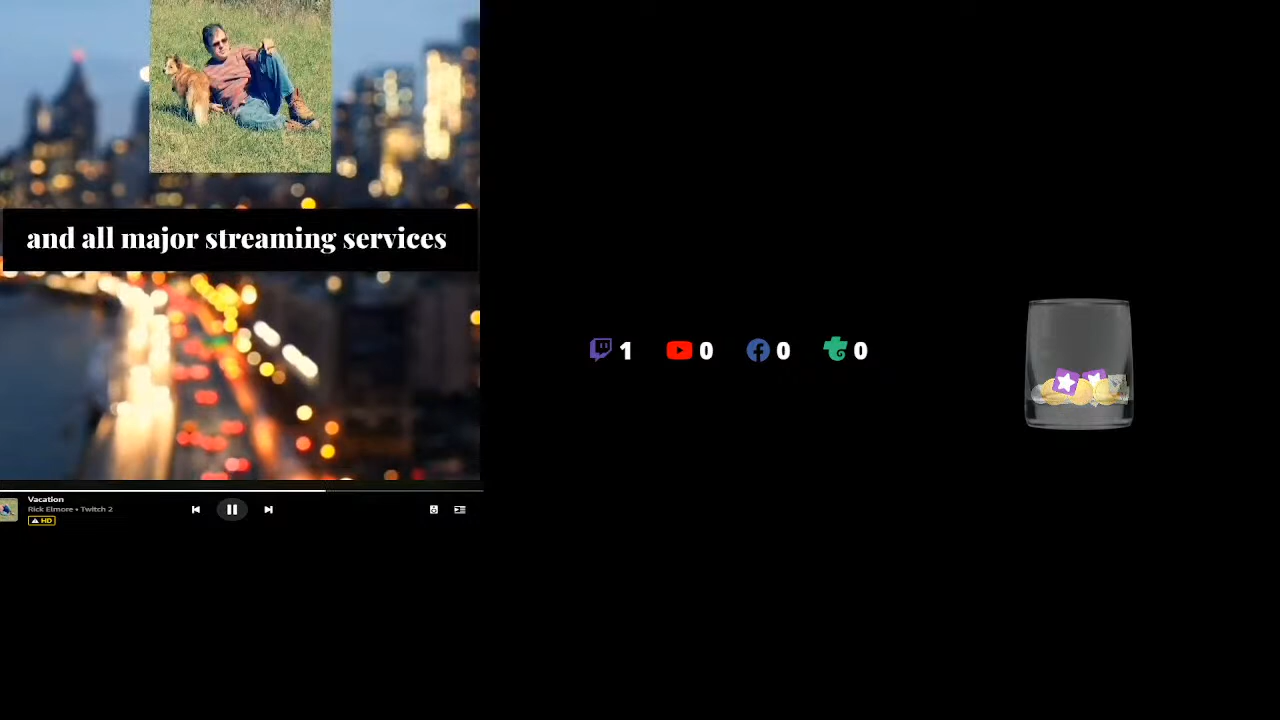 and all major streaming services
1 0 0 0
Vacation
Rick Elmore • Twitch 2
HD